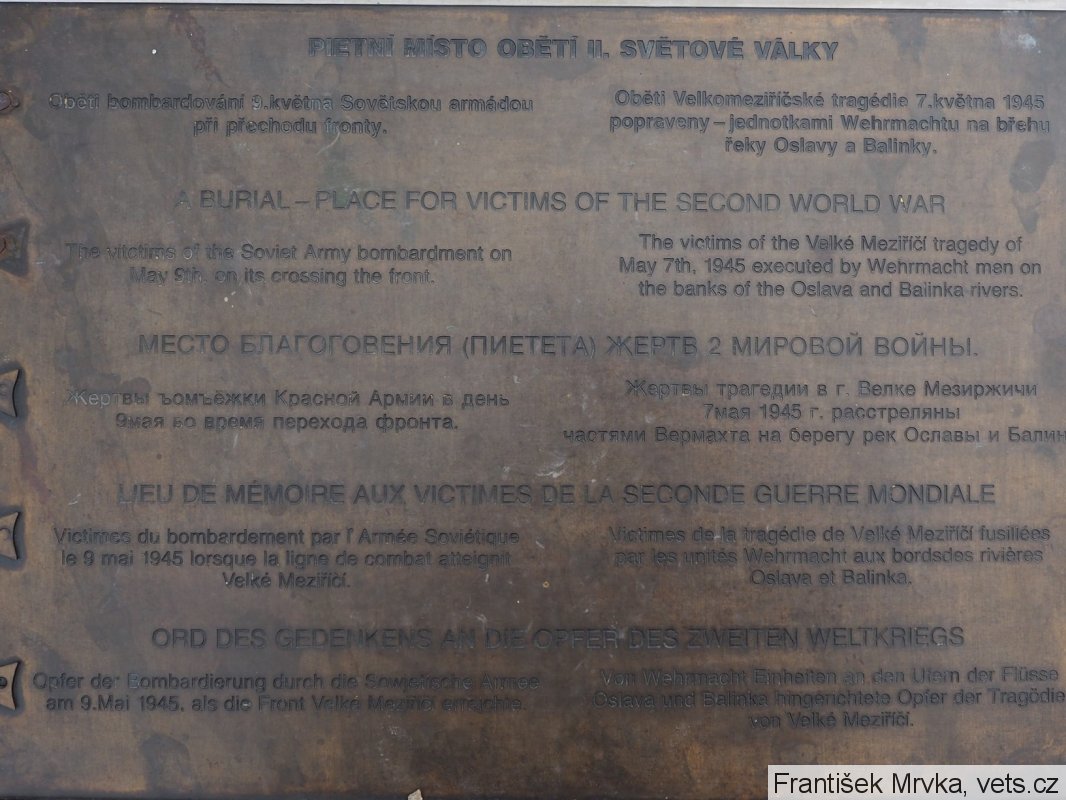 PIETNÍ MÍSTO OBĚTÍ II. SVĚTOVÉ VÁLKY
Oběti bombardování 9.května Sovětskou armádou
při přechodu fronty.
Oběti Velkomeziříčské tragédie 7.května 1945
popraveny – jednotkami Wehrmachtu na břehu
řeky Oslavy a Balinky.
A BURIAL – PLACE FOR VICTIMS OF THE SECOND WORLD WAR
The vitctims of the Soviet Army bombardment on
May 9th, on its crossing the front.
The victims of the Velké Meziříčí tragedy of
May 7th, 1945 executed by Wehrmacht men on
the banks of the Oslava and Balinka rivers.
МЕСТО БЛАГОГОВЕНИЯ (ПИЕТЕТА) ЖЕРТВ 2 МИРОВОЙ ВОЙНЫ.
Жертвы ъомъёжки Красной Армии в день
9мая во время перехода фронта.
Жертвы трагедии в г. Велке Мезиржичи
7мая 1945 г. расстреляны
частями Вермахта на берегу рек Ославы и Балин
LIEU DE MÉMOIRE AUX VICTIMES DE LA SECONDE GUERRE MONDIALE
Victimes du bombardement par l' Armée Soviétique
le 9 mai 1945 lorsque la ligne de combat atteignit
Velké Meziříčí.
Victimes de la tragédie de Velké Meziříčí fusillées
par les unités Wehrmacht aux bordsdes rivières
Oslava et Balinka.
ORD DES GEDENKENS AN DIE OPFER DES ZWEITEN WELTKRIEGS
Opfer der Bombardierung durch die Sowjetische Armee
am 9.Mai 1945, als die Front Velké Meziříčí erreichte.
Von Wehrmacht Einheiten an den Ufern der Flüsse
Oslava und Balinka hingerichtete Opfer der Tragödie
von Velké Meziříčí.
František Mrvka, vets.cz